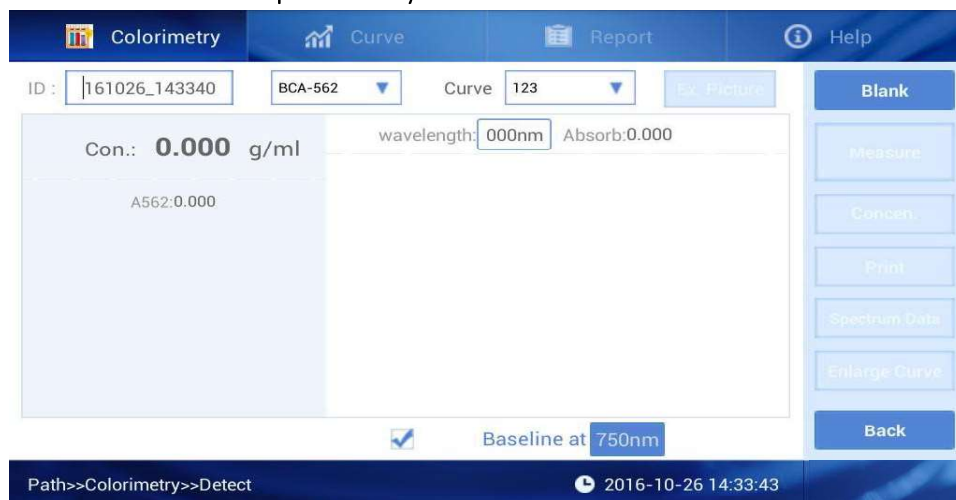 Colorimetry Curve Report Help
ID : 161026_143340 BCA-562 Curve 123 Ex. Picture Blank
wavelength: 000nm Absorb:0.000
Con.: 0.000 g/ml
Measure
A562:0.000
Concen.
Print
Spectrum Data
Enlarge Curve
Baseline at 750nm Back
Path>>Colorimetry>>Detect 2016-10-26 14:33:43